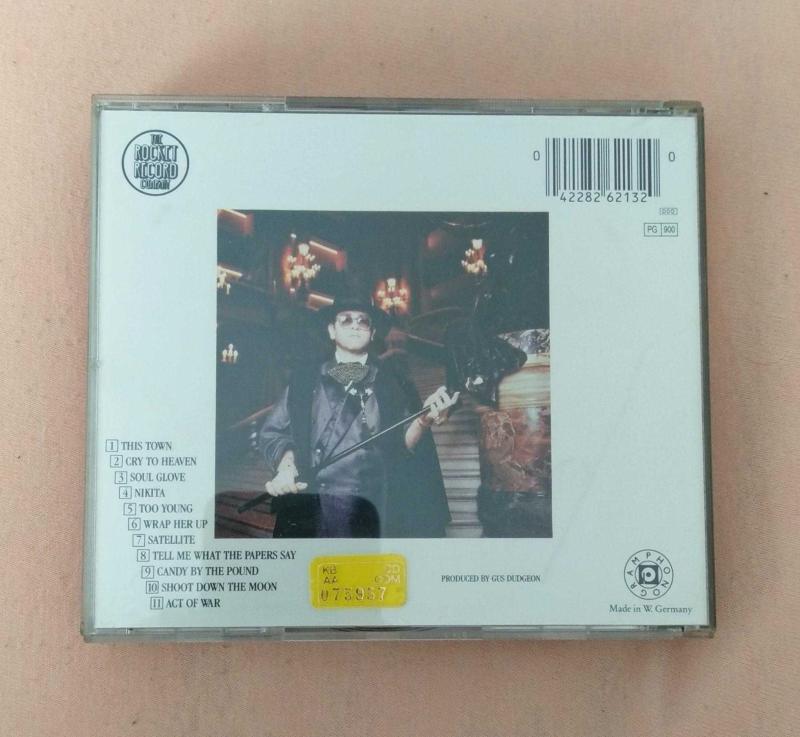 THE
ROCKET
RECORD
COMPANY
0 42282 62132 0
DDD
PG 900
1 THIS TOWN
2 CRY TO HEAVEN
3 SOUL GLOVE
4 NIKITA
5 TOO YOUNG
6 WRAP HER UP
7 SATELLITE
8 TELL ME WHAT THE PAPERS SAY
9 CANDY BY THE POUND
10 SHOOT DOWN THE MOON
11 ACT OF WAR
KB CD
AA COM
075957
PRODUCED BY GUS DUDGEON
PHONOGRAM
Made in W. Germany